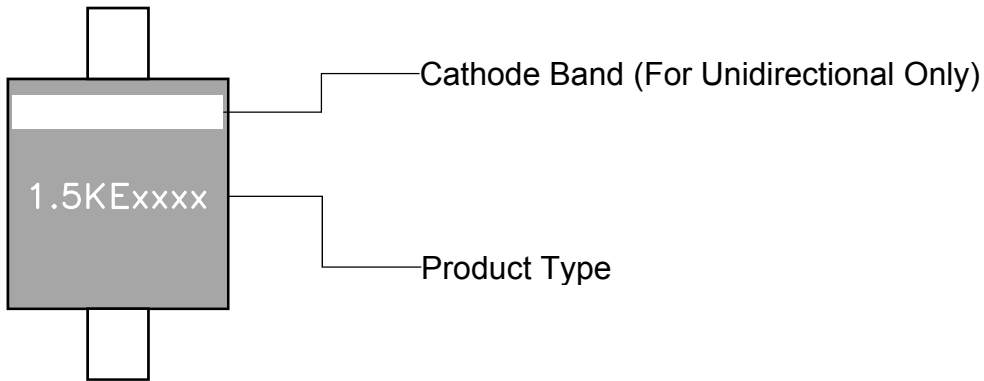 Cathode Band (For Unidirectional Only)
1.5KExxxx
Product Type